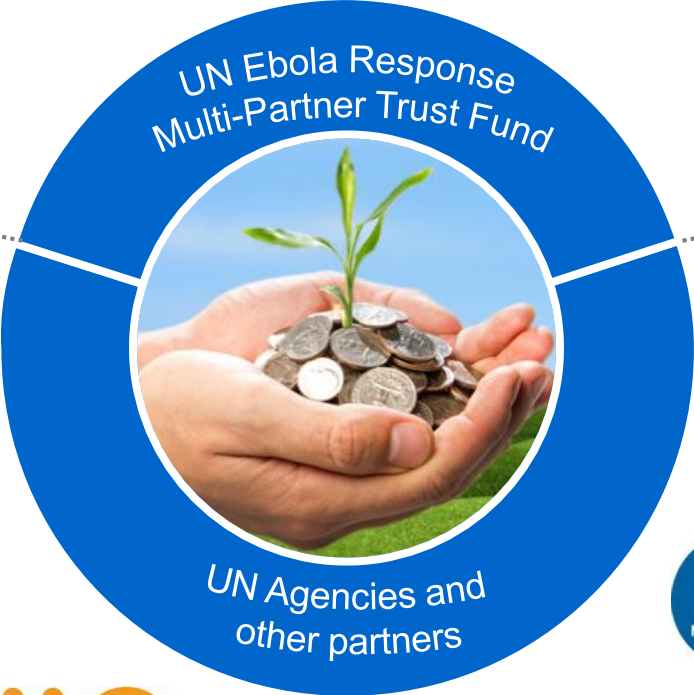 UN Ebola Response
Multi-Partner Trust Fund
UN Agencies and
other partners